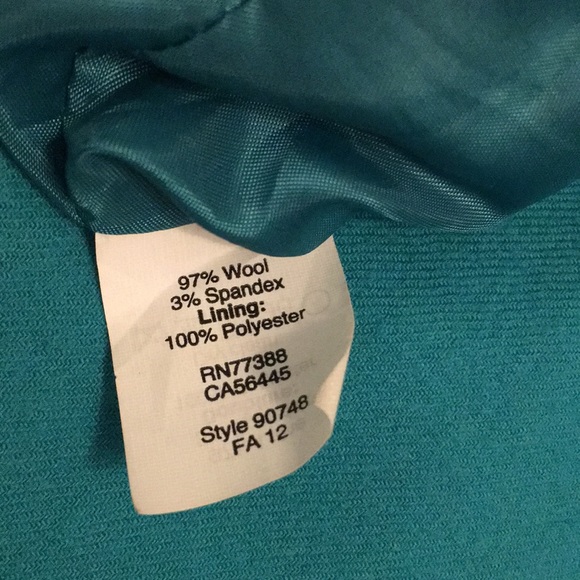 97% Wool
3% Spandex
Lining:
100% Polyester
RN77388
CA56445
Style 90748
FA 12